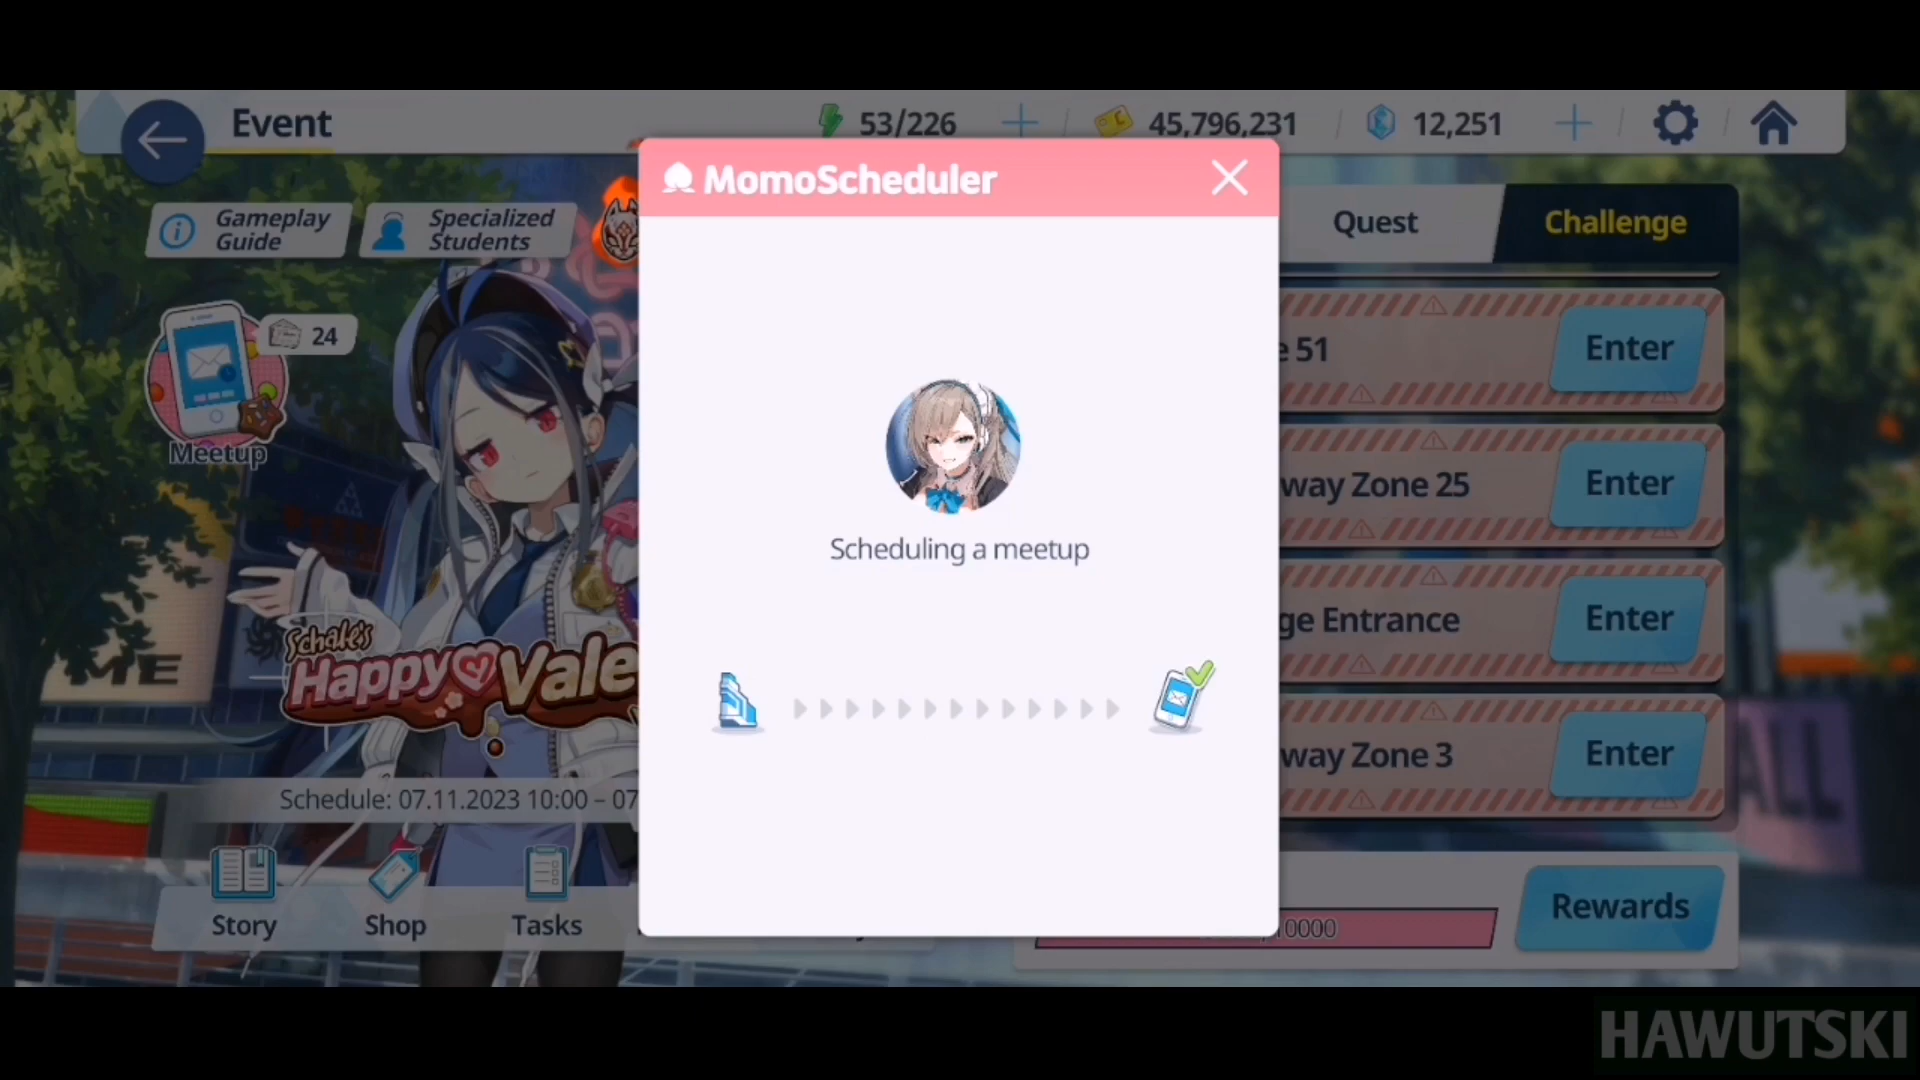 Event
53/226
45,796,231
12,251
MomoScheduler
Gameplay
Guide
Specialized
Students
Quest
Challenge
24
Meetup
51
Enter
way Zone 25
Enter
Scheduling a meetup
Entrance
Enter
Schale's
Happy Vale
way Zone 3
Enter
Schedule: 07.11.2023 10:00 – 07
Story
Shop
Tasks
Rewards
HAWUTSKI